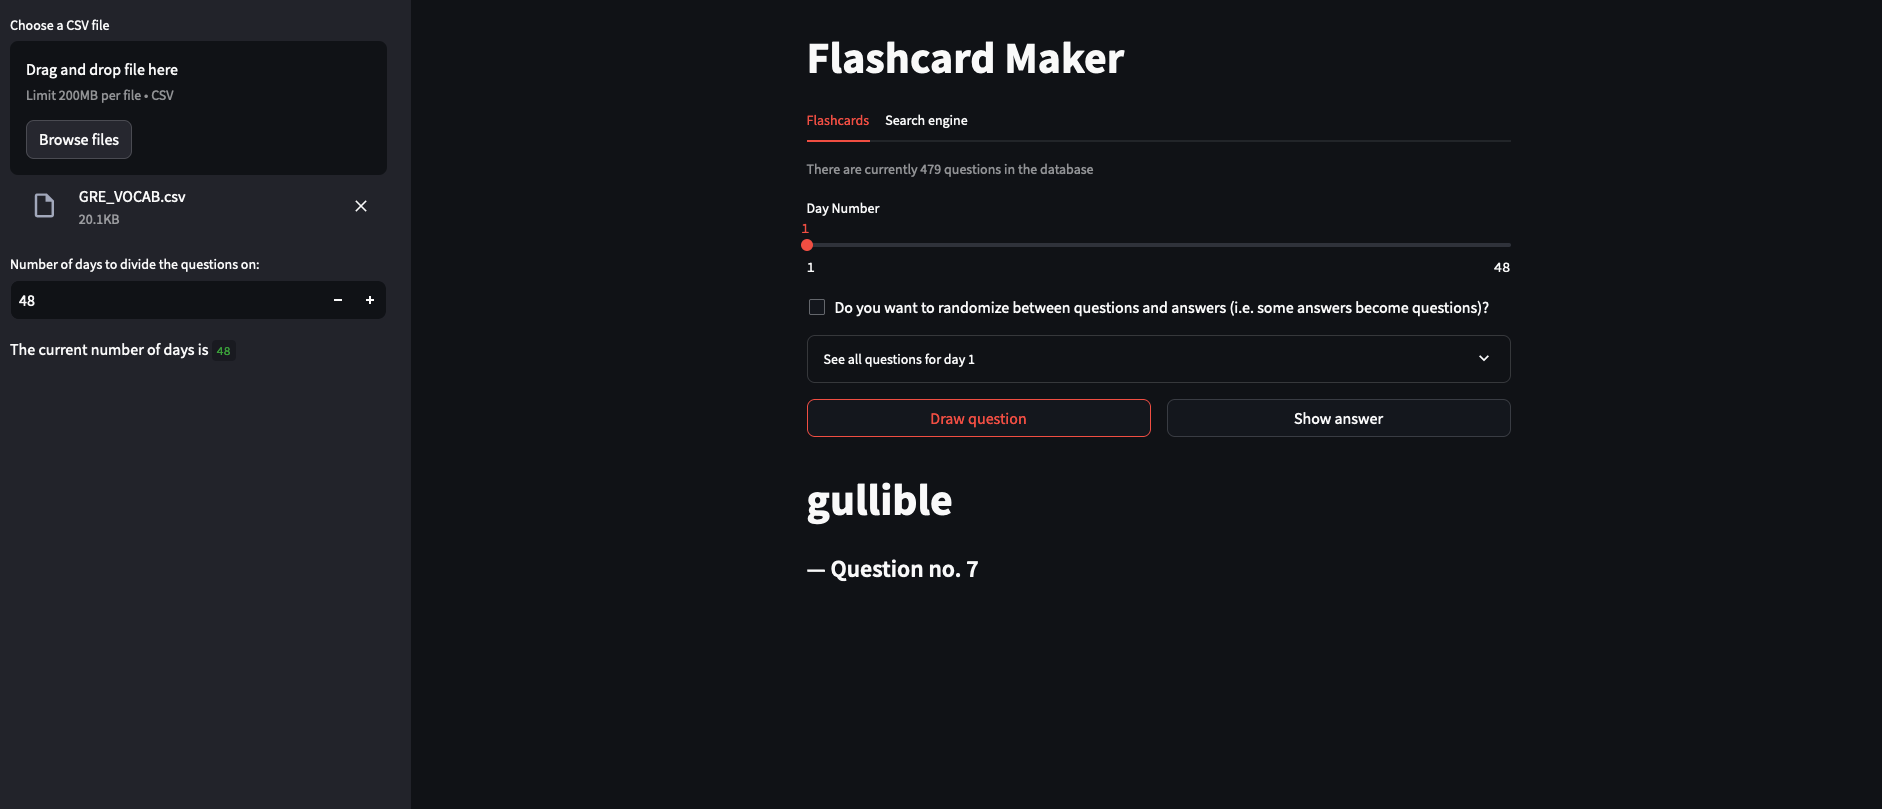 Choose a CSV file
Drag and drop file here
Limit 200MB per file • CSV
Browse files
GRE_VOCAB.csv
20.1KB
Number of days to divide the questions on:
48
The current number of days is 48
Flashcard Maker
Flashcards Search engine
There are currently 479 questions in the database
Day Number
1
1 48
Do you want to randomize between questions and answers (i.e. some answers become questions)?
See all questions for day 1
Draw question Show answer
gullible
— Question no. 7